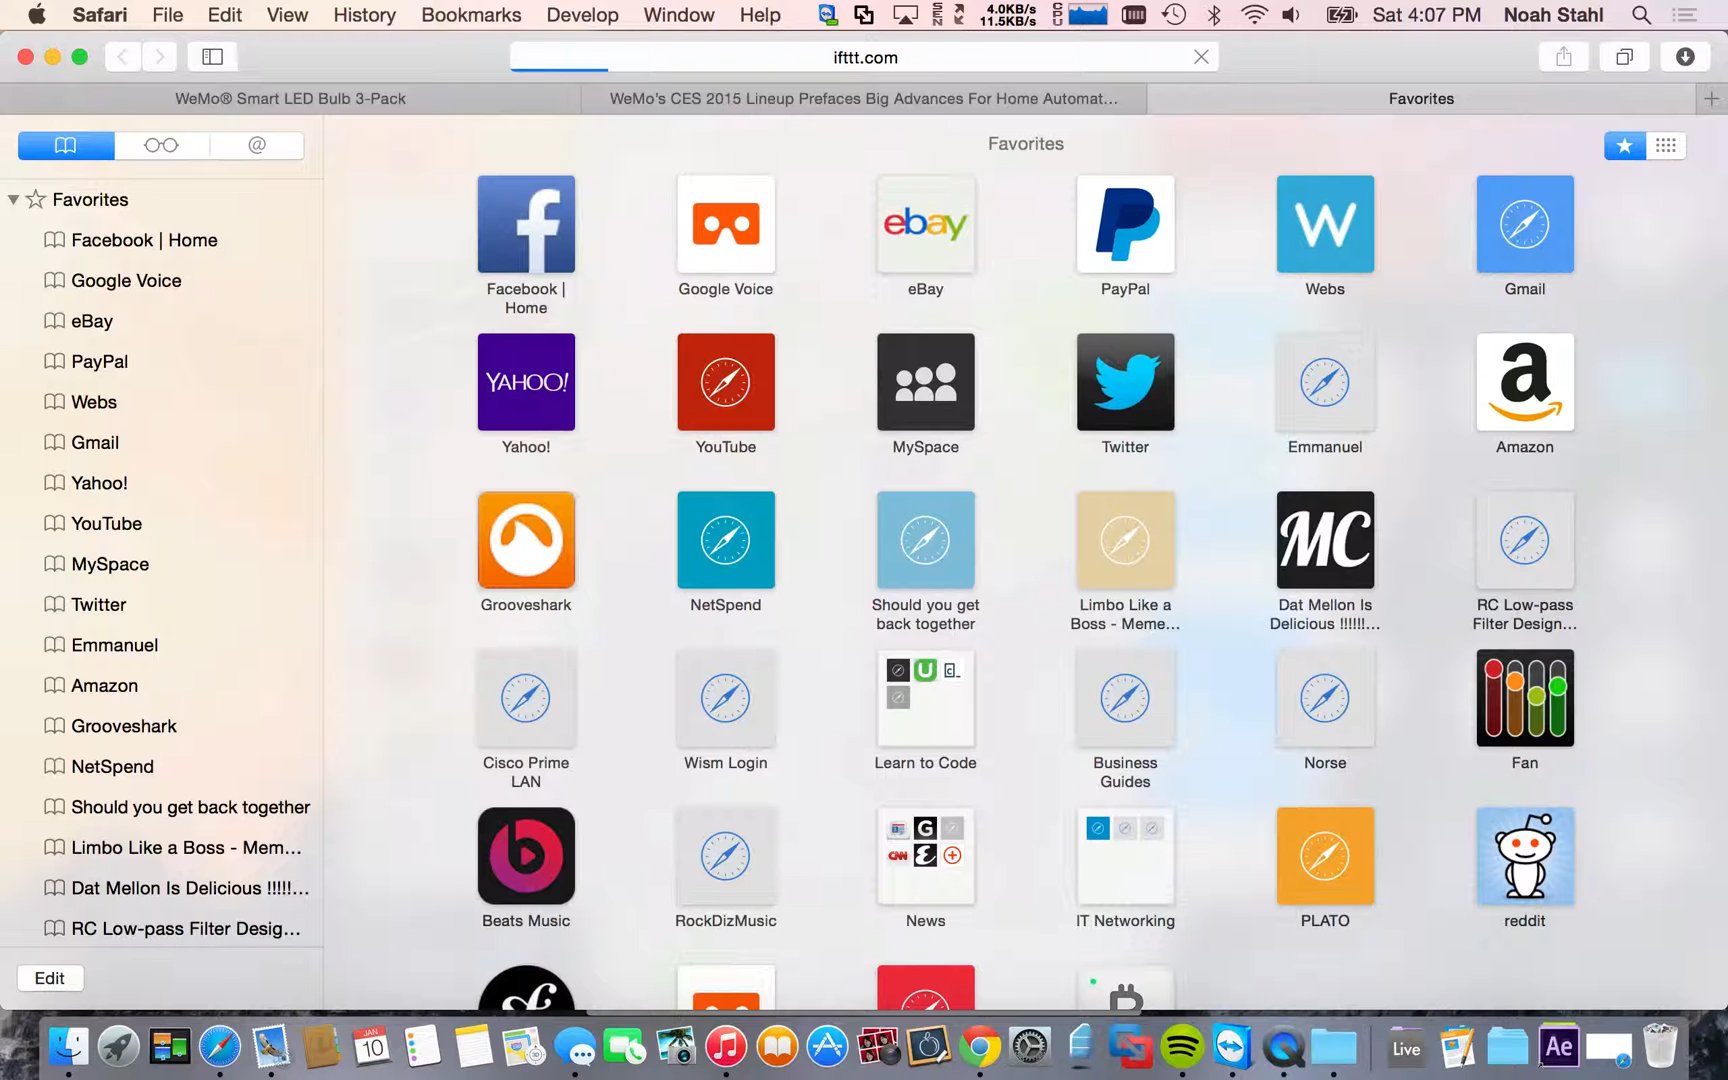 Safari File Edit View History Bookmarks Develop Window Help 4.0KB/s 11.5KB/s Sat 4:07 PM Noah Stahl
ifttt.com
WeMo® Smart LED Bulb 3-Pack
WeMo's CES 2015 Lineup Prefaces Big Advances For Home Automat...
Favorites
@
Favorites
Favorites
Facebook | Home
Google Voice
eBay
PayPal
Webs
Gmail
Yahoo!
YouTube
MySpace
Twitter
Emmanuel
Amazon
Grooveshark
NetSpend
Should you get back together
Limbo Like a Boss - Mem...
Dat Mellon Is Delicious !!!!!...
RC Low-pass Filter Desig...
Edit
f
ebay
P
W
Facebook |
Home
Google Voice
eBay
PayPal
Webs
Gmail
YAHOO!
a
Yahoo!
YouTube
MySpace
Twitter
Emmanuel
Amazon
MC
Grooveshark
NetSpend
Should you get
back together
Limbo Like a
Boss - Meme...
Dat Mellon Is
Delicious !!!!!!...
RC Low-pass
Filter Design...
Cisco Prime
LAN
Wism Login
Learn to Code
Business
Guides
Norse
Fan
G
CNN
Beats Music
RockDizMusic
News
IT Networking
PLATO
reddit
JAN
10
Live
Ae